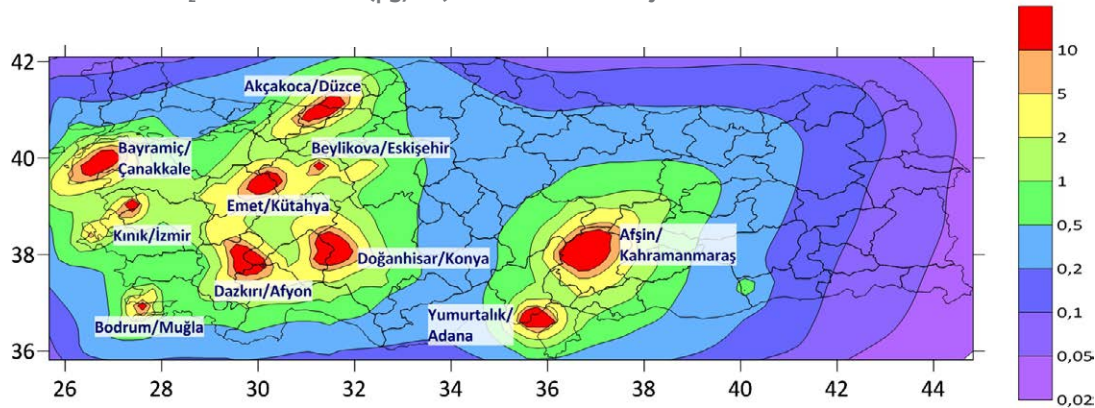 42
40
38
36
26
28
30
32
34
36
38
40
42
44
Akçakoca/Düzce
Bayramiç/
Çanakkale
Beylikova/Eskişehir
Emet/Kütahya
Kınık/İzmir
Doğanhisar/Konya
Dazkırı/Afyon
Bodrum/Muğla
Afşin/
Kahramanmaraş
Yumurtalık/
Adana
10
5
2
1
0,5
0,2
0,1
0,05